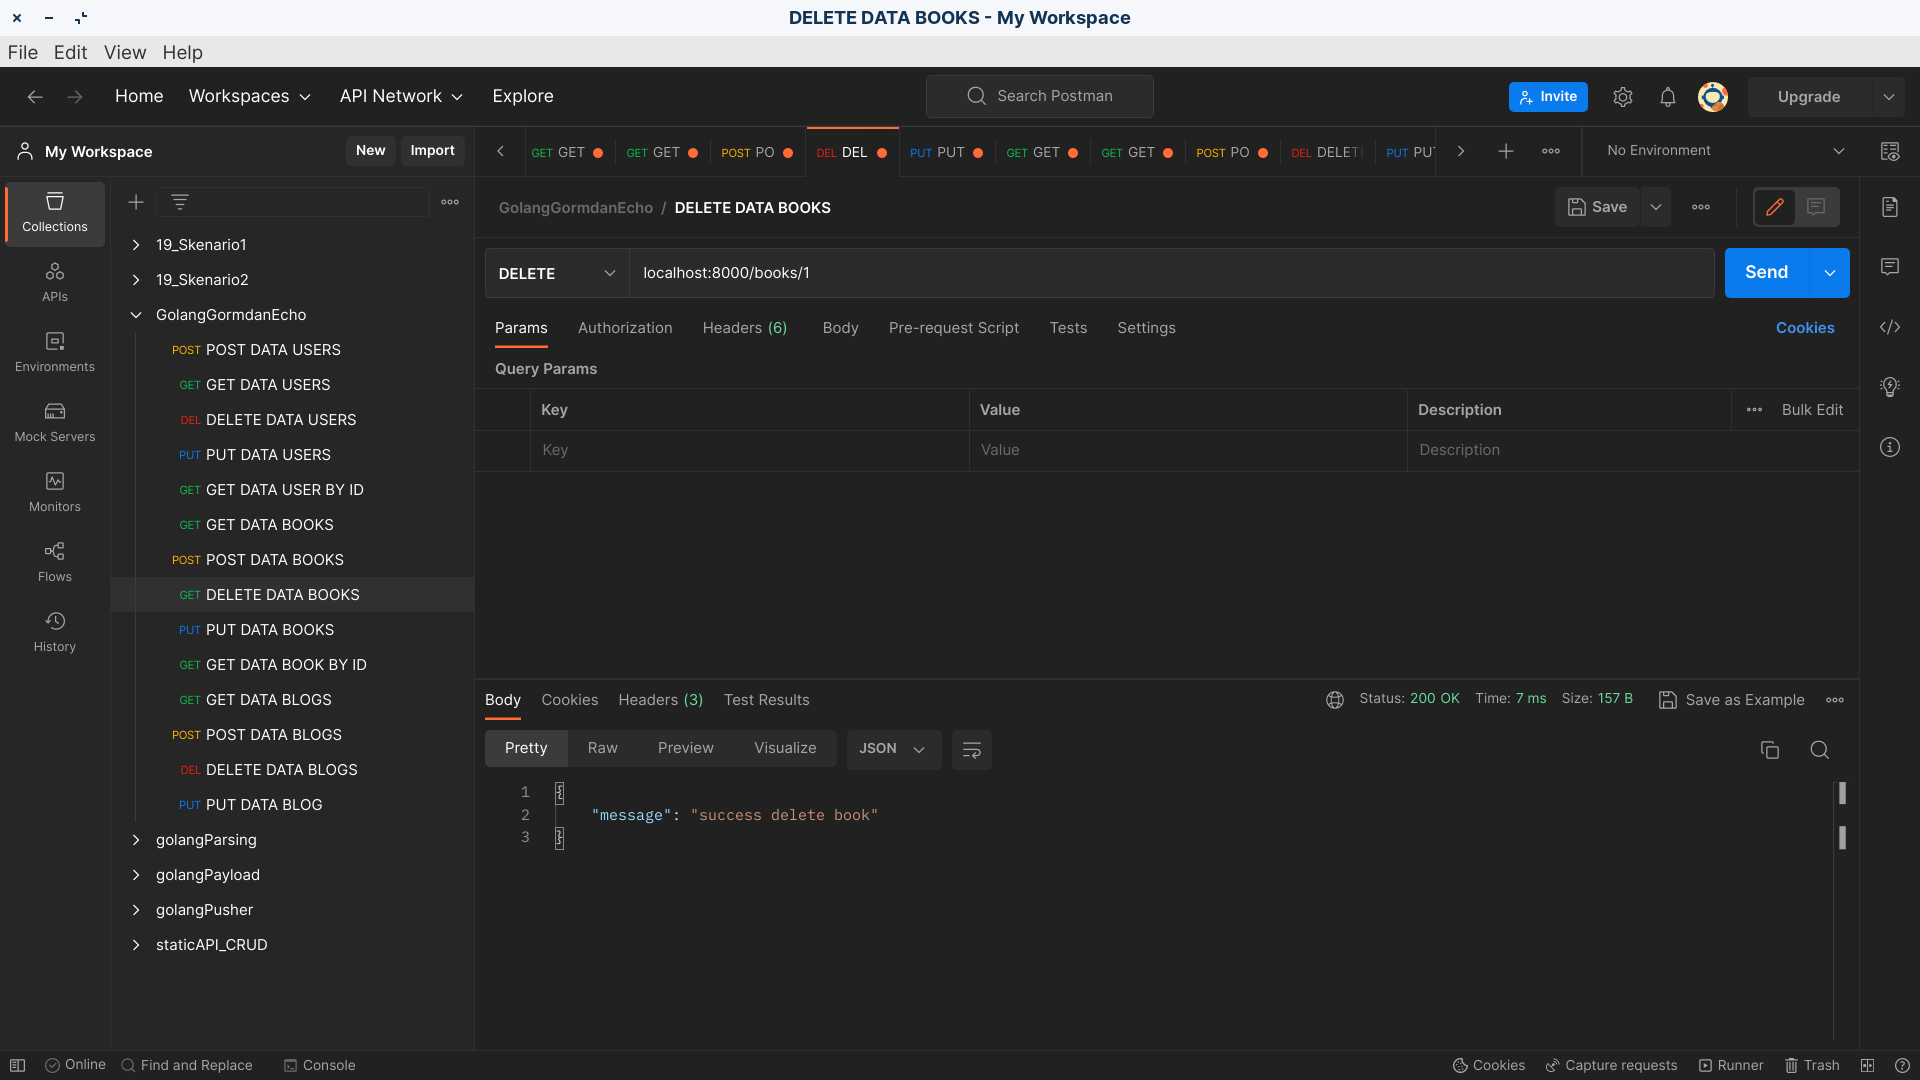 DELETE DATA BOOKS - My Workspace
File Edit View Help
Home Workspaces API Network Explore
Search Postman
Invite
Upgrade
My Workspace
New Import
GET GET
GET GET
POST PO
DEL DEL
PUT PUT
GET GET
GET GET
POST PO
DEL DELET
PUT PUT
No Environment
Collections
APIs
Environments
Mock Servers
Monitors
Flows
History
19_Skenario1
19_Skenario2
GolangGormdanEcho
POST POST DATA USERS
GET GET DATA USERS
DEL DELETE DATA USERS
PUT PUT DATA USERS
GET GET DATA USER BY ID
GET GET DATA BOOKS
POST POST DATA BOOKS
GET DELETE DATA BOOKS
PUT PUT DATA BOOKS
GET GET DATA BOOK BY ID
GET GET DATA BLOGS
POST POST DATA BLOGS
DEL DELETE DATA BLOGS
PUT PUT DATA BLOG
golangParsing
golangPayload
golangPusher
staticAPI_CRUD
GolangGormdanEcho / DELETE DATA BOOKS
Save
DELETE localhost:8000/books/1
Send
Params Authorization Headers (6) Body Pre-request Script Tests Settings
Cookies
Query Params
Key Value Description Bulk Edit
Key Value Description
Body Cookies Headers (3) Test Results
Status: 200 OK Time: 7 ms Size: 157 B Save as Example
Pretty Raw Preview Visualize JSON
1 {
2 "message": "success delete book"
3 }
Online Find and Replace Console
Cookies Capture requests Runner Trash